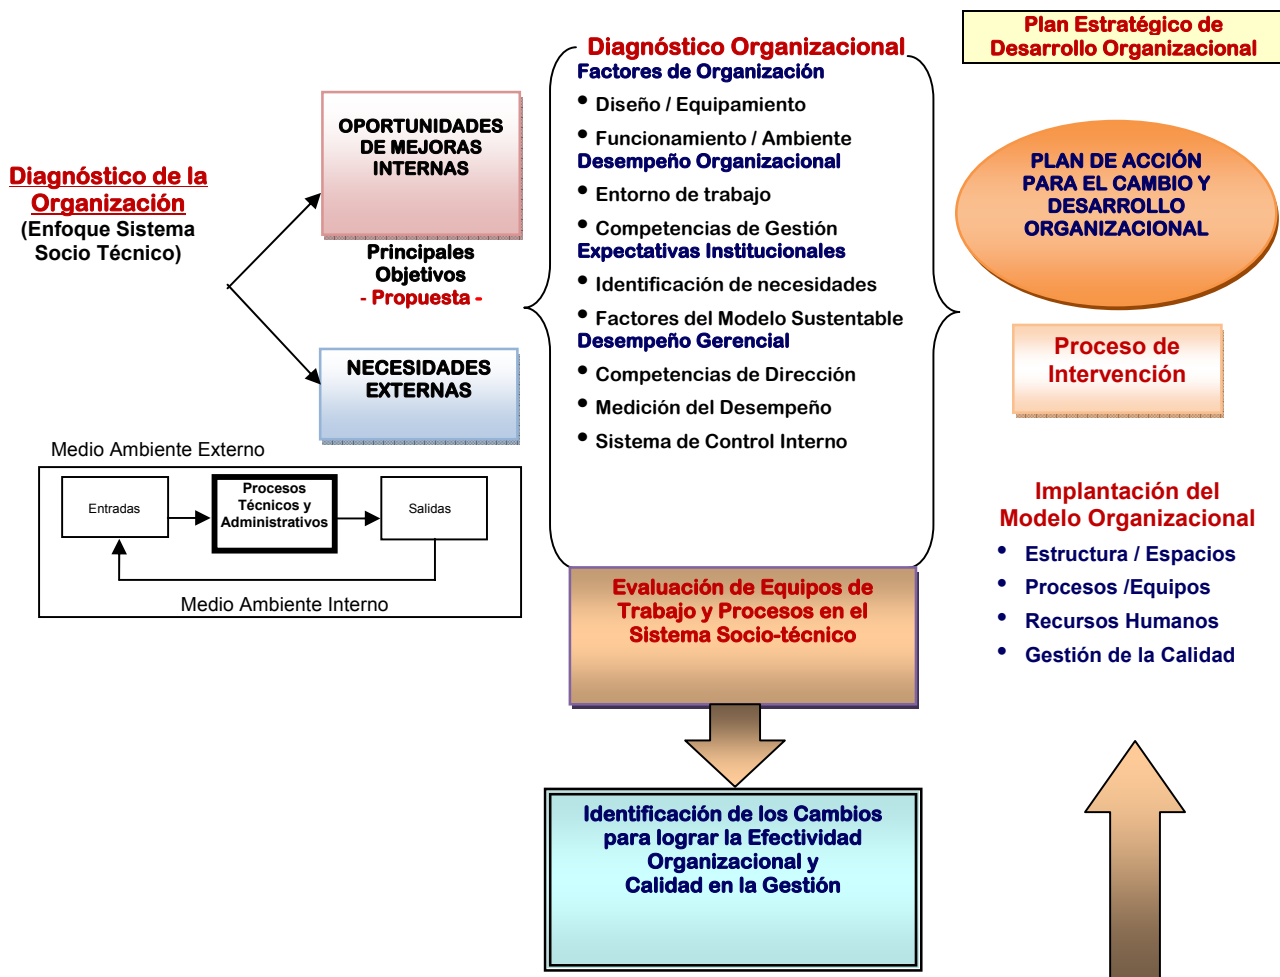 Diagnóstico de la
Organización
(Enfoque Sistema
Socio Técnico)
OPORTUNIDADES
DE MEJORAS
INTERNAS
Principales
Objetivos
- Propuesta -
NECESIDADES
EXTERNAS
Medio Ambiente Externo
Entradas
Procesos
Técnicos y
Administrativos
Salidas
Medio Ambiente Interno
Diagnóstico Organizacional
Factores de Organización
• Diseño / Equipamiento
• Funcionamiento / Ambiente
Desempeño Organizacional
• Entorno de trabajo
• Competencias de Gestión
Expectativas Institucionales
• Identificación de necesidades
• Factores del Modelo Sustentable
Desempeño Gerencial
• Competencias de Dirección
• Medición del Desempeño
• Sistema de Control Interno
Evaluación de Equipos de
Trabajo y Procesos en el
Sistema Socio-técnico
Identificación de los Cambios
para lograr la Efectividad
Organizacional y
Calidad en la Gestión
Plan Estratégico de
Desarrollo Organizacional
PLAN DE ACCIÓN
PARA EL CAMBIO Y
DESARROLLO
ORGANIZACIONAL
Proceso de
Intervención
Implantación del
Modelo Organizacional
• Estructura / Espacios
• Procesos /Equipos
• Recursos Humanos
• Gestión de la Calidad